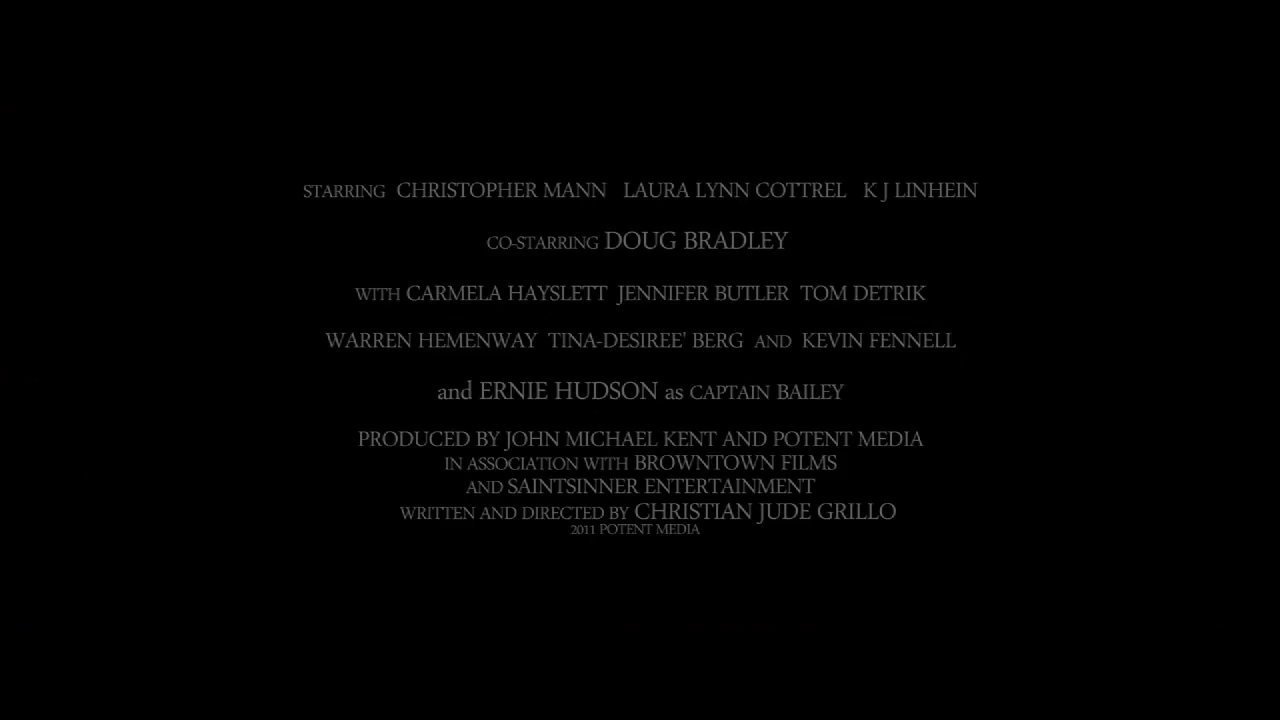 STARRING CHRISTOPHER MANN LAURA LYNN COTTREL K J LINHEIN
CO-STARRING DOUG BRADLEY
WITH CARMELA HAYSLETT JENNIFER BUTLER TOM DETRIK
WARREN HEMENWAY TINA-DESIREE' BERG AND KEVIN FENNELL
and ERNIE HUDSON as CAPTAIN BAILEY
PRODUCED BY JOHN MICHAEL KENT AND POTENT MEDIA
IN ASSOCIATION WITH BROWNTOWN FILMS
AND SAINTSINNER ENTERTAINMENT
WRITTEN AND DIRECTED BY CHRISTIAN JUDE GRILLO
2011 POTENT MEDIA